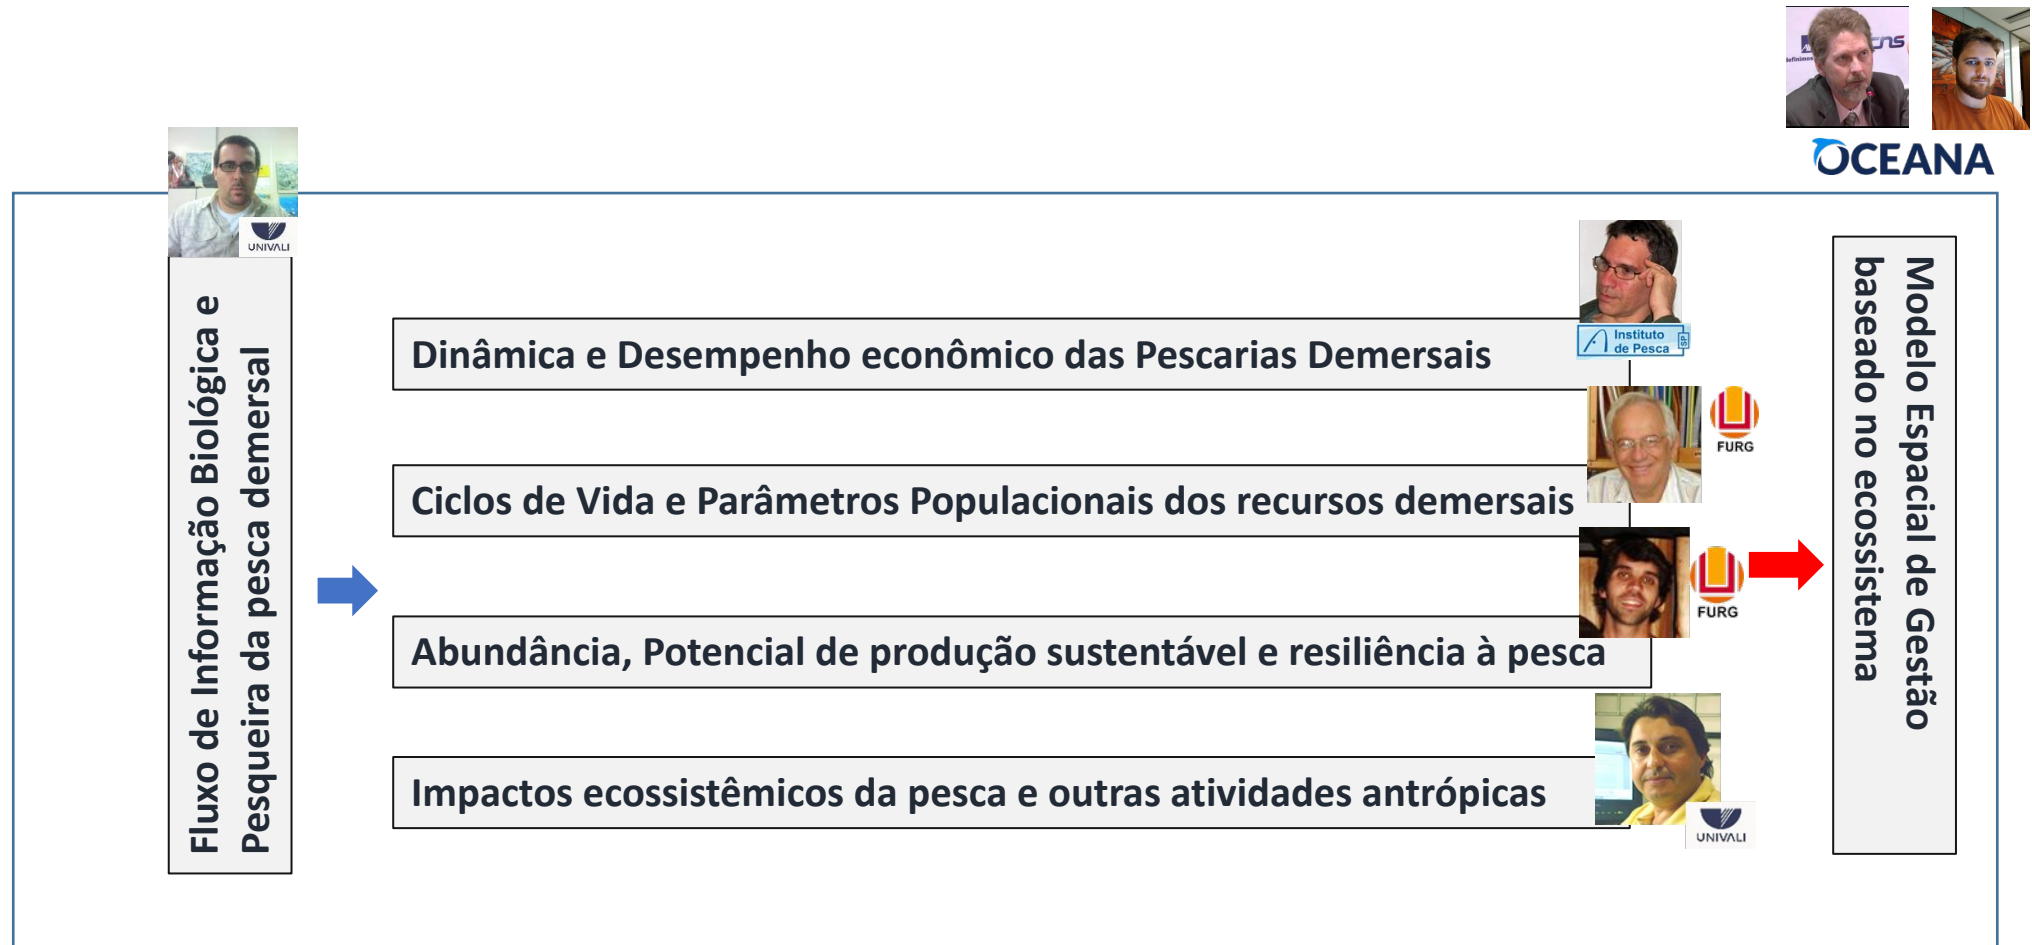 cns
OCEANA
UNIVALI
Fluxo de Informação Biológica e
Pesqueira da pesca demersal
Dinâmica e Desempenho econômico das Pescarias Demersais
Instituto
de Pesca
SP
Ciclos de Vida e Parâmetros Populacionais dos recursos demersais
FURG
Abundância, Potencial de produção sustentável e resiliência à pesca
FURG
Impactos ecossistêmicos da pesca e outras atividades antrópicas
UNIVALI
Modelo Espacial de Gestão
baseado no ecossistema